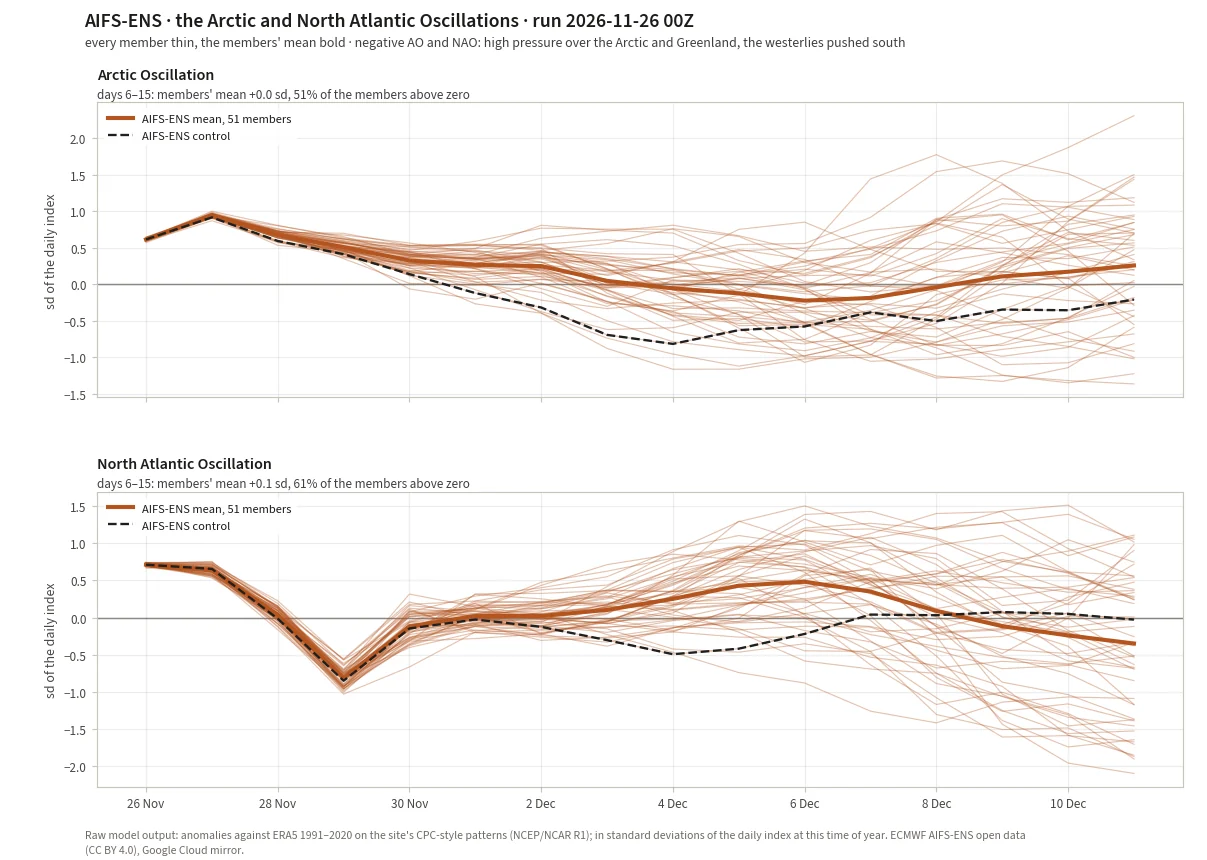 AIFS-ENS · the Arctic and North Atlantic Oscillations · run 2026-11-26 00Z
every member thin, the members' mean bold · negative AO and NAO: high pressure over the Arctic and Greenland, the westerlies pushed south
Arctic Oscillation
days 6–15: members' mean +0.0 sd, 51% of the members above zero
AIFS-ENS mean, 51 members
AIFS-ENS control
sd of the daily index
2.0
1.5
1.0
0.5
0.0
−0.5
−1.0
−1.5
North Atlantic Oscillation
days 6–15: members' mean +0.1 sd, 61% of the members above zero
AIFS-ENS mean, 51 members
AIFS-ENS control
sd of the daily index
1.5
1.0
0.5
0.0
−0.5
−1.0
−1.5
−2.0
26 Nov
28 Nov
30 Nov
2 Dec
4 Dec
6 Dec
8 Dec
10 Dec
Raw model output: anomalies against ERA5 1991–2020 on the site's CPC-style patterns (NCEP/NCAR R1); in standard deviations of the daily index at this time of year. ECMWF AIFS-ENS open data
(CC BY 4.0), Google Cloud mirror.